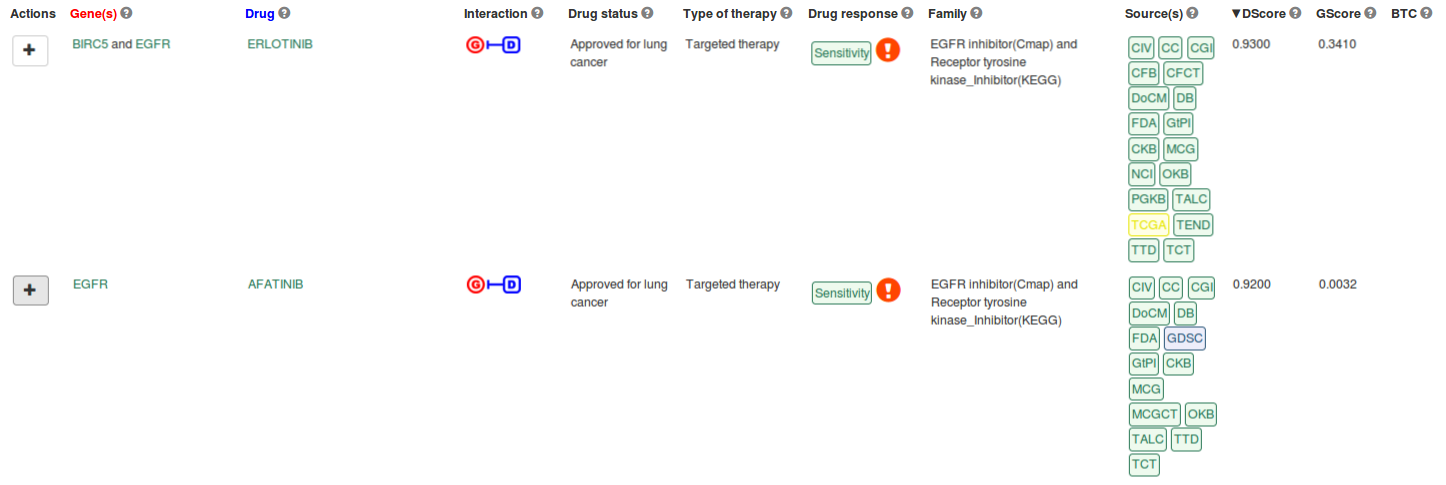 Actions Gene(s) ? Drug ? Interaction ? Drug status ? Type of therapy ? Drug response ? Family ? Source(s) ? ▼DScore ? GScore ? BTC ?
+ BIRC5 and EGFR ERLOTINIB G D Approved for lung Targeted therapy Sensitivity ! EGFR inhibitor(Cmap) and CIV CC CGI 0.9300 0.3410
cancer Receptor tyrosine
kinase_Inhibitor(KEGG) CFB CFCT
DoCM DB
FDA GtPl
CKB MCG
NCI OKB
PGKB TALC
TCGA TEND
TTD TCT
+ EGFR AFATINIB G D Approved for lung Targeted therapy Sensitivity ! EGFR inhibitor(Cmap) and CIV CC CGI 0.9200 0.0032
cancer Receptor tyrosine
kinase_Inhibitor(KEGG) DoCM DB
FDA GDSC
GtPl CKB
MCG
MCGCT OKB
TALC TTD
TCT